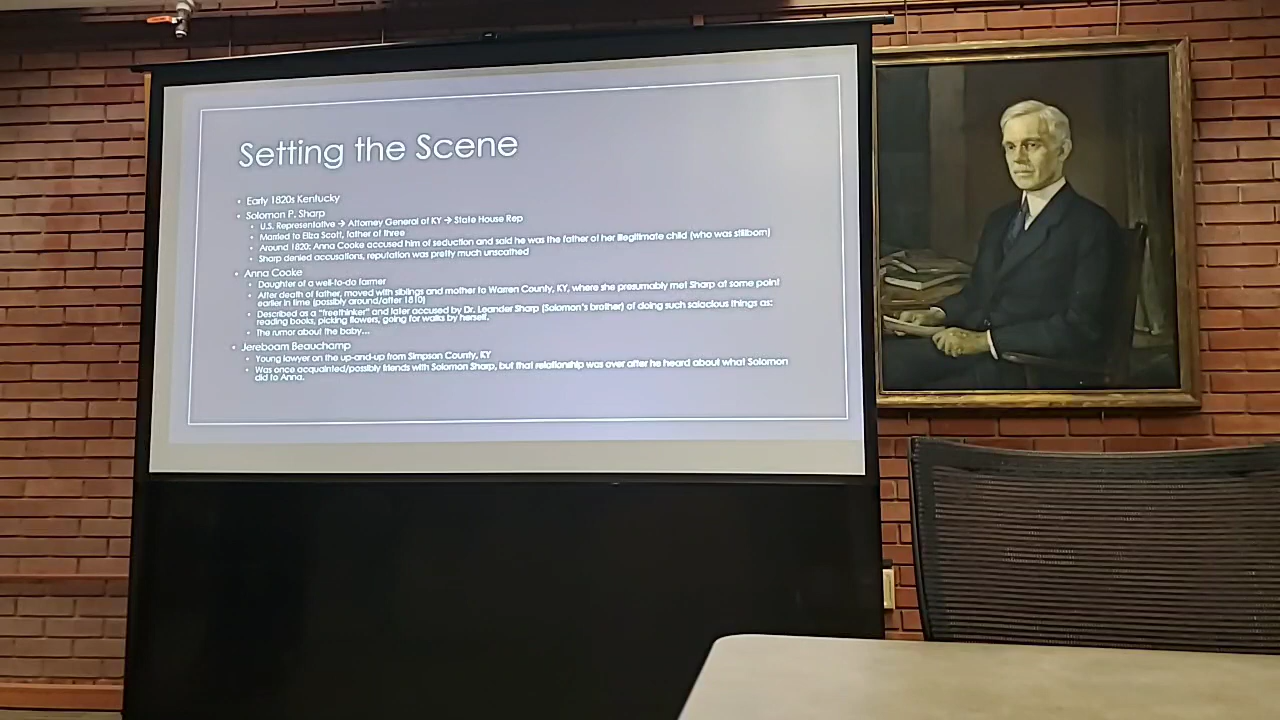 Setting the Scene
• Early 1820s Kentucky
• Solomon P. Sharp
• U.S. Representative → Attorney General of KY → State House Rep
• Married to Eliza Scott, father of three
• Around 1820: Anna Cooke accused him of seduction and said he was the father of her illegitimate child (who was stillborn)
• Sharp denied accusations, reputation was pretty much unscathed
• Anna Cooke
• Daughter of a well-to-do farmer
• After death of father, moved with siblings and mother to Warren County, KY, where she presumably met Sharp at some point
earlier in time (possibly around/after 1810)
• Described as a "freethinker" and later accused by Dr. Leander Sharp (Solomon's brother) of doing such salacious things as:
reading books, picking flowers, going for walks by herself.
• The rumor about the baby...
• Jereboam Beauchamp
• Young lawyer on the up-and-up from Simpson County, KY
• Was once acquainted/possibly friends with Solomon Sharp, but that relationship was over after he heard about what Solomon
did to Anna.